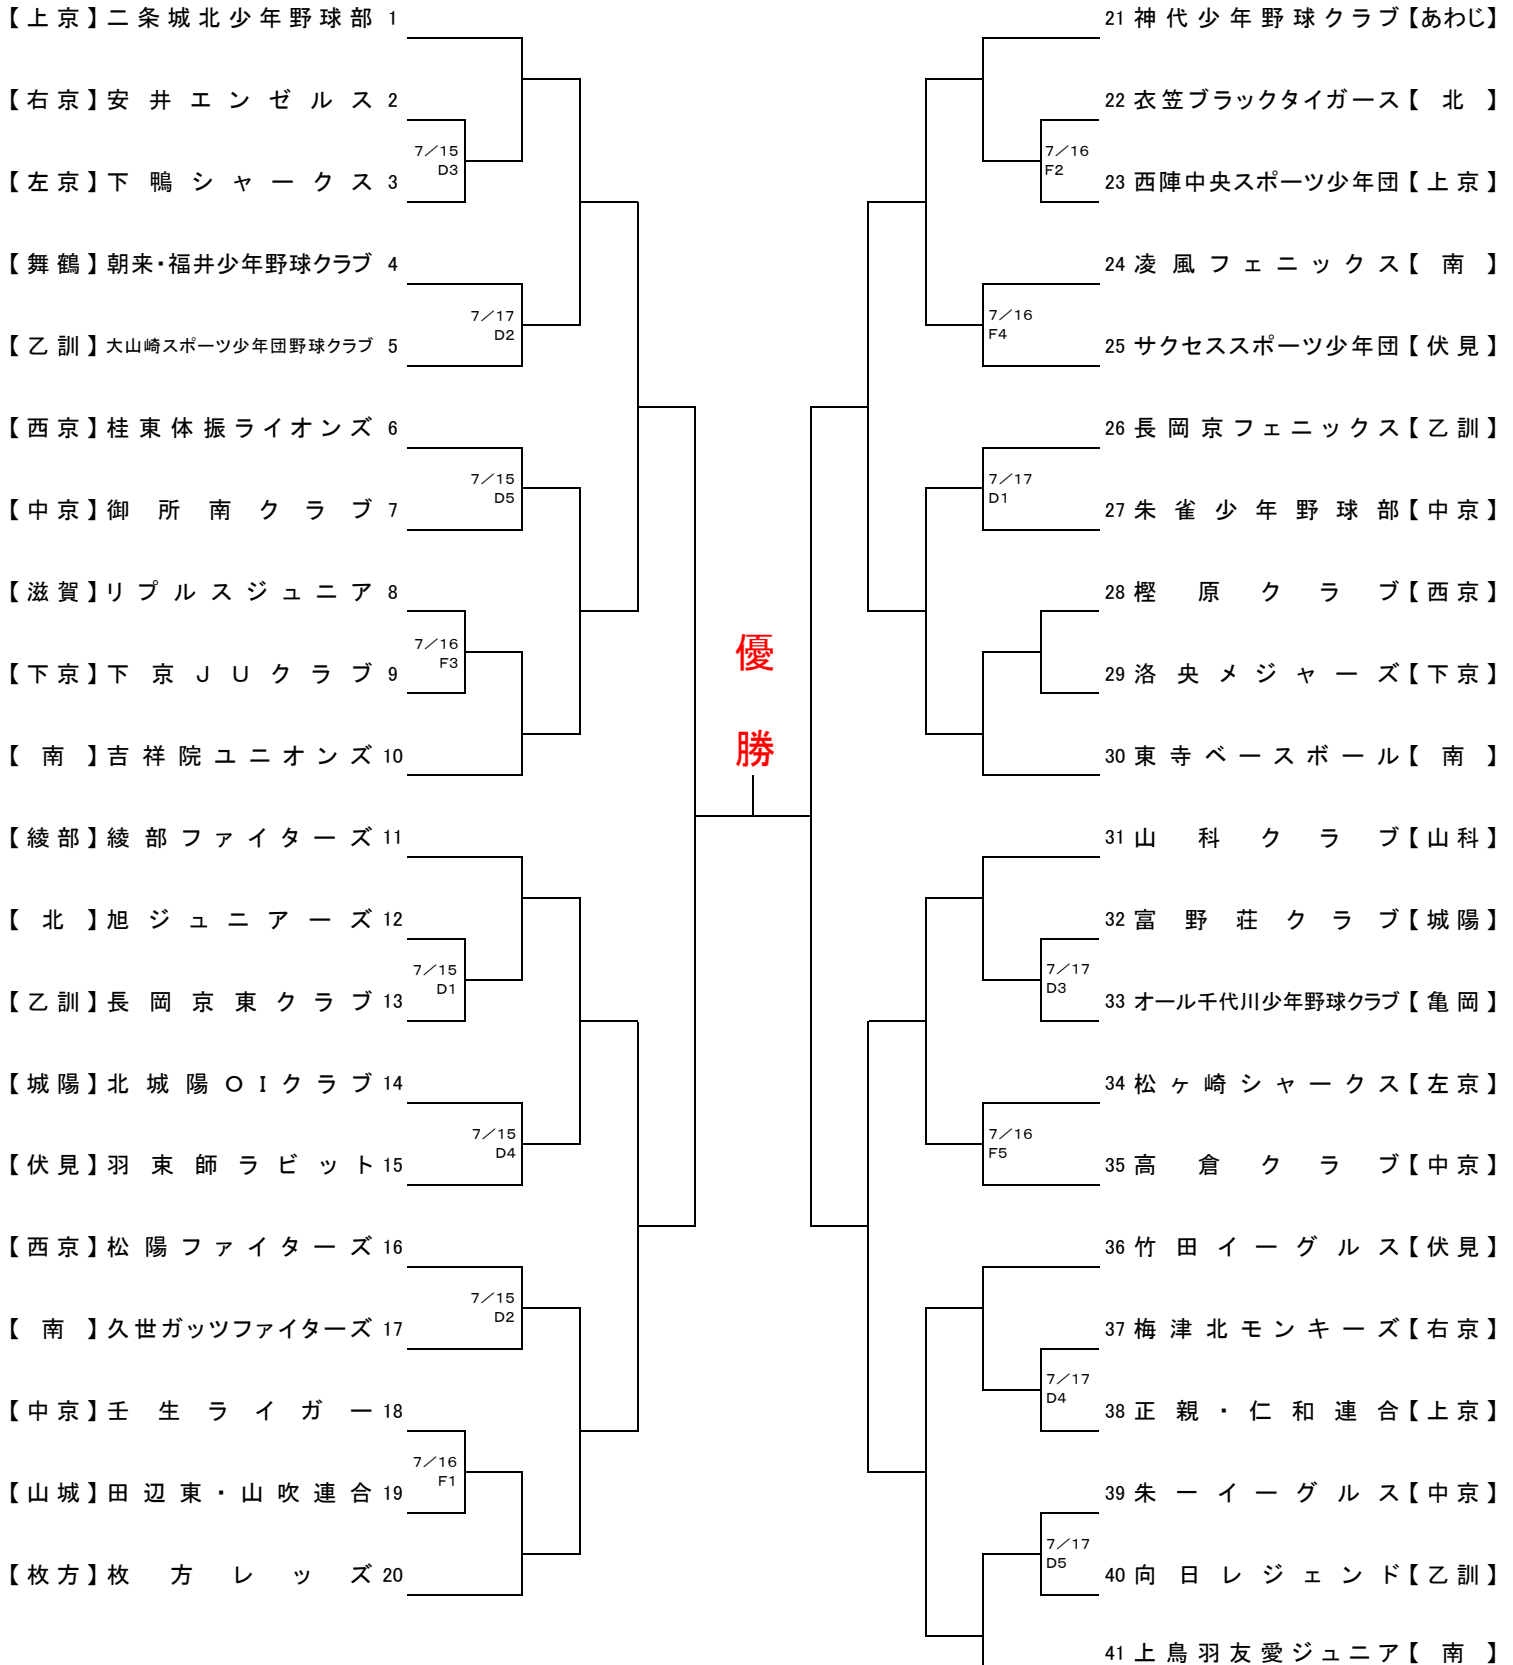 【上京】二条城北少年野球部 1
【右京】安井エンゼルス 2
7／15
D3
【左京】下鴨シャークス 3
【舞鶴】朝来・福井少年野球クラブ 4
7／17
D2
【乙訓】大山崎スポーツ少年団野球クラブ 5
【西京】桂東体振ライオンズ 6
7／15
D5
【中京】御所南クラブ 7
【滋賀】リプルスジュニア 8
7／16
F3
【下京】下京ＪＵクラブ 9
【南】吉祥院ユニオンズ 10
【綾部】綾部ファイターズ 11
【北】旭ジュニアーズ 12
7／15
D1
【乙訓】長岡京東クラブ 13
【城陽】北城陽ＯＩクラブ 14
7／15
D4
【伏見】羽束師ラビット 15
【西京】松陽ファイターズ 16
7／15
D2
【南】久世ガッツファイターズ 17
【中京】壬生ライガー 18
7／16
F1
【山城】田辺東・山吹連合 19
【枚方】枚方レッズ 20
優
勝
21 神代少年野球クラブ【あわじ】
22 衣笠ブラックタイガース【北】
7／16
F2
23 西陣中央スポーツ少年団【上京】
24 凌風フェニックス【南】
7／16
F4
25 サクセススポーツ少年団【伏見】
26 長岡京フェニックス【乙訓】
7／17
D1
27 朱雀少年野球部【中京】
28 樫原クラブ【西京】
29 洛央メジャーズ【下京】
30 東寺ベースボール【南】
31 山科クラブ【山科】
32 富野荘クラブ【城陽】
7／17
D3
33 オール千代川少年野球クラブ【亀岡】
34 松ヶ崎シャークス【左京】
7／16
F5
35 高倉クラブ【中京】
36 竹田イーグルス【伏見】
37 梅津北モンキーズ【右京】
7／17
D4
38 正親・仁和連合【上京】
39 朱一イーグルス【中京】
7／17
D5
40 向日レジェンド【乙訓】
41 上鳥羽友愛ジュニア【南】